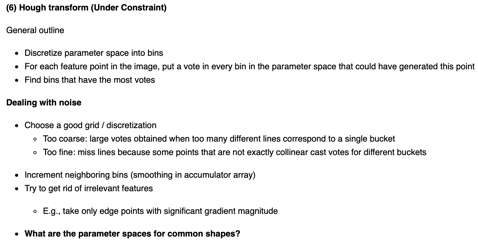 (6) Hough transform (Under Constraint)
General outline
• Discretize parameter space into bins
• For each feature point in the image, put a vote in every bin in the parameter space that could have generated this point
• Find bins that have the most votes
Dealing with noise
• Choose a good grid / discretization
◦ Too coarse: large votes obtained when too many different lines correspond to a single bucket
◦ Too fine: miss lines because some points that are not exactly collinear cast votes for different buckets
• Increment neighboring bins (smoothing in accumulator array)
• Try to get rid of irrelevant features
◦ E.g., take only edge points with significant gradient magnitude
• What are the parameter spaces for common shapes?